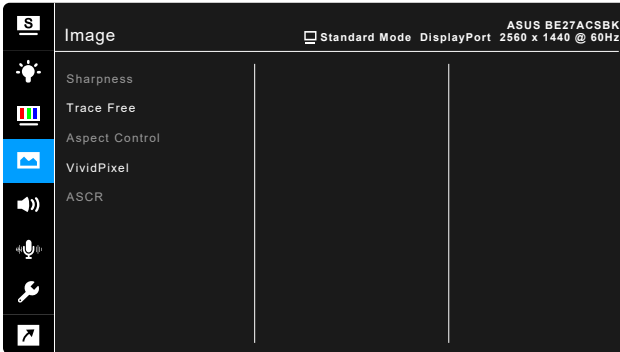 S
ASUS BE27ACSBK
Image
Standard Mode DisplayPort 2560 x 1440 @ 60Hz
Sharpness
Trace Free
Aspect Control
VividPixel
ASCR